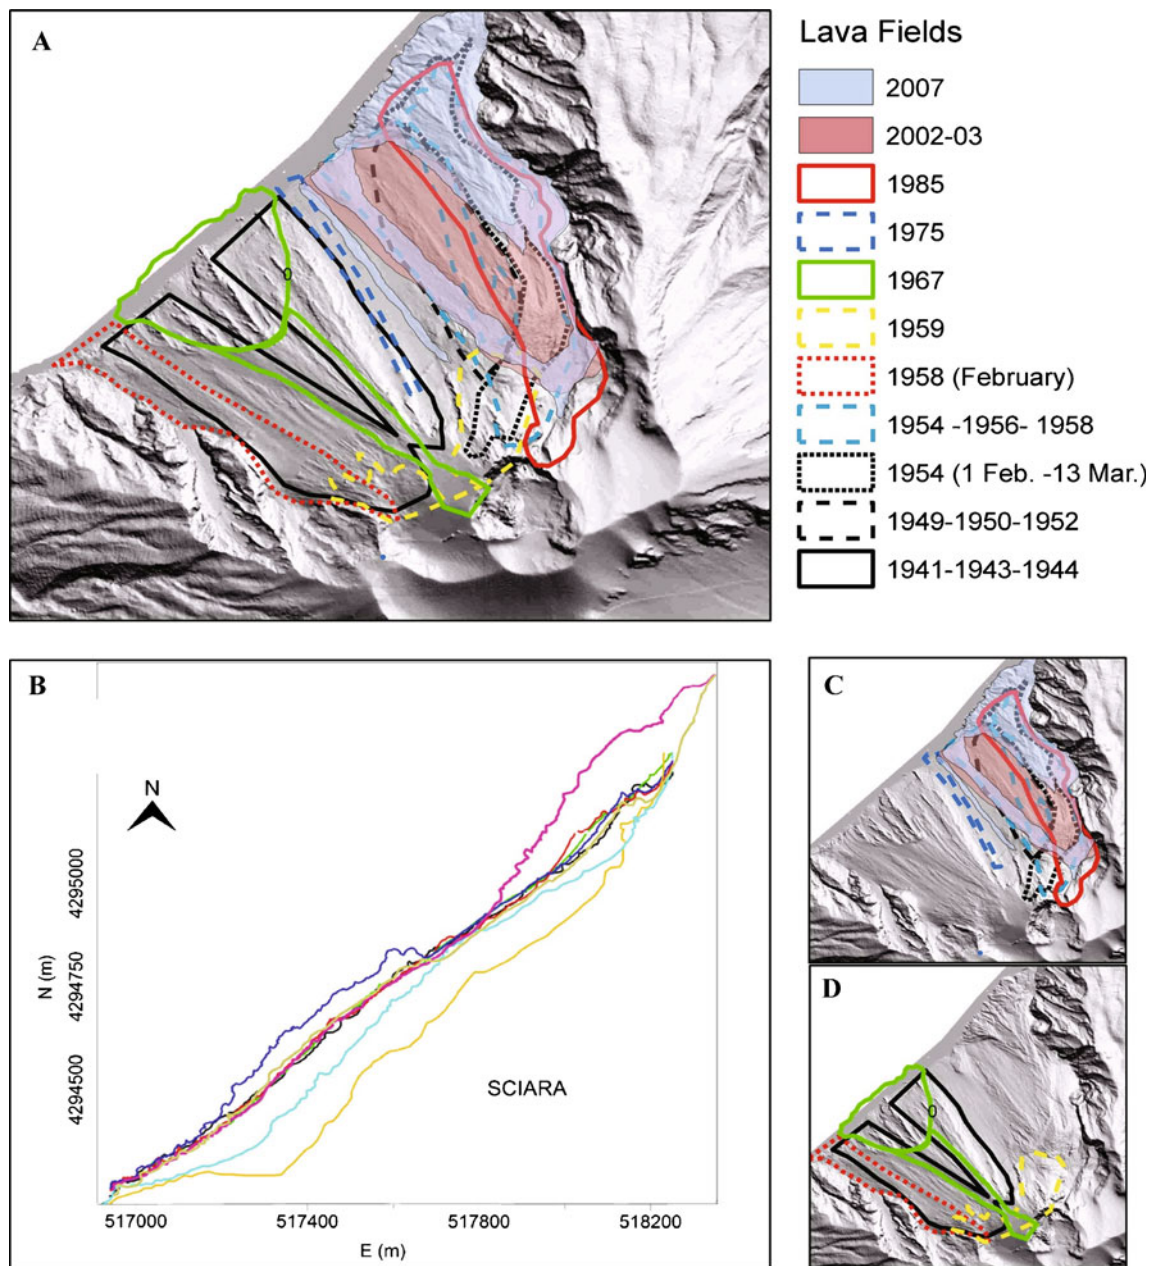 A
Lava Fields
2007
2002-03
1985
1975
1967
1959
1958 (February)
1954 -1956- 1958
1954 (1 Feb. -13 Mar.)
1949-1950-1952
1941-1943-1944
0
B
N
N (m)
4295000
4294750
4294500
SCIARA
517000
517400
517800
518200
E (m)
C
D
0